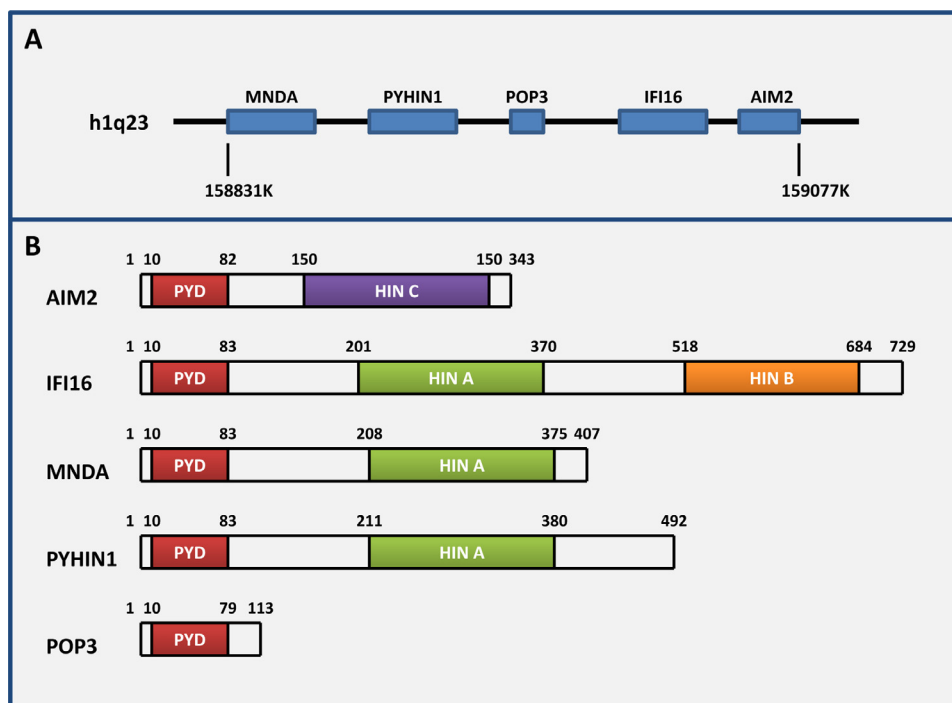 A
MNDA PYHIN1 POP3 IFI16 AIM2
h1q23
158831K 159077K
B
1 10 82 150 150 343
AIM2 PYD HIN C
1 10 83 201 370 518 684 729
IFI16 PYD HIN A HIN B
1 10 83 208 375 407
MNDA PYD HIN A
1 10 83 211 380 492
PYHIN1 PYD HIN A
1 10 79 113
POP3 PYD